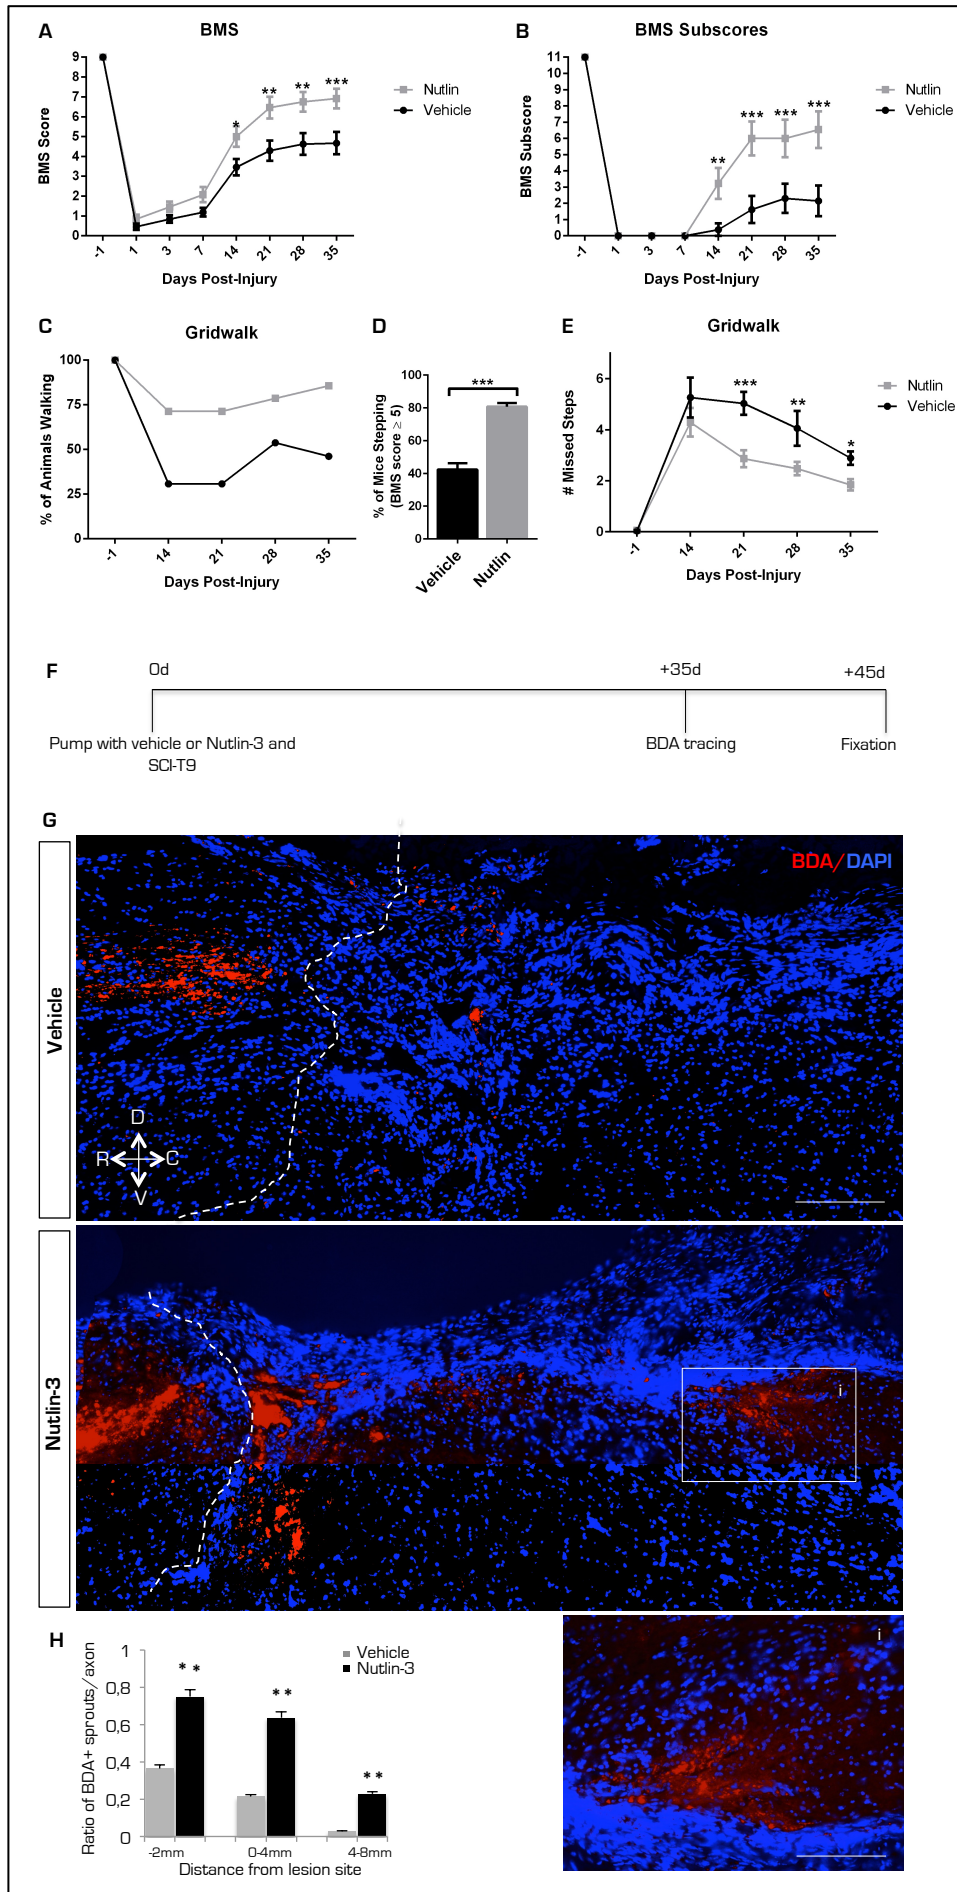 A
BMS
9
8
7
6
5
4
3
2
1
0
BMS Score
*
**
**
***
Nutlin
Vehicle
-1
1
3
7
14
21
28
35
Days Post-Injury
B
BMS Subscores
11
10
9
8
7
6
5
4
3
2
1
0
BMS Subscore
**
***
***
***
Nutlin
Vehicle
-1
1
3
7
14
21
28
35
Days Post-Injury
C
Gridwalk
100
75
50
25
0
% of Animals Walking
-1
14
21
28
35
Days Post-Injury
D
100
80
60
40
20
0
% of Mice Stepping
(BMS score ≥ 5)
***
Vehicle
Nutlin
E
Gridwalk
6
4
2
0
# Missed Steps
***
**
*
Nutlin
Vehicle
-1
14
21
28
35
Days Post-Injury
F
0d
+35d
+45d
Pump with vehicle or Nutlin-3 and
SCI-T9
BDA tracing
Fixation
G
Vehicle
BDA/DAPI
D
R
C
V
Nutlin-3
i
H
1
0,8
0,6
0,4
0,2
0
Ratio of BDA+ sprouts/axon
Vehicle
Nutlin-3
* *
* *
* *
-2mm
0-4mm
4-8mm
Distance from lesion site
i